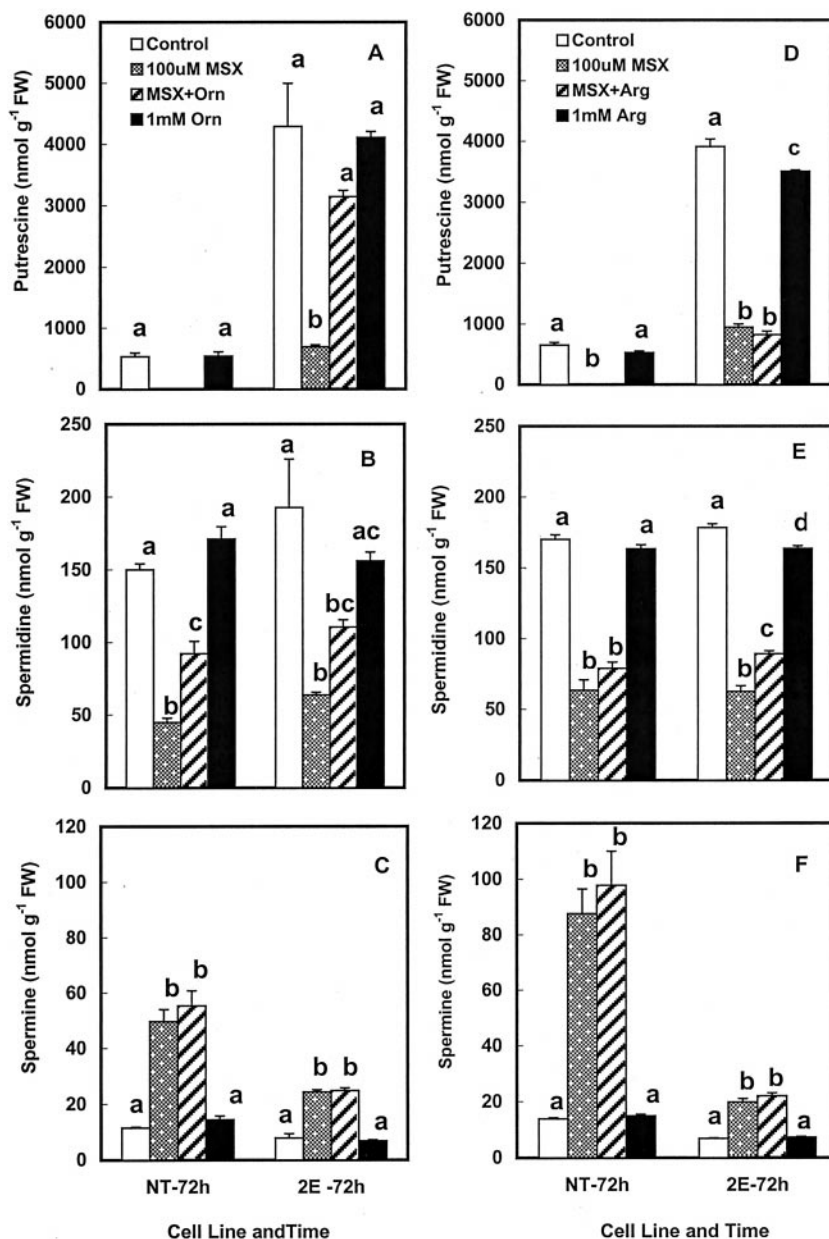 6000
5000
4000
3000
2000
1000
0
Putrescine (nmol g-1 FW)
Control
100uM MSX
MSX+Orn
1mM Orn
A
a
a
a
b
a
a
6000
5000
4000
3000
2000
1000
0
Putrescine (nmol g-1 FW)
Control
100uM MSX
MSX+Arg
1mM Arg
D
a
b
a
a
b
b
c
250
200
150
100
50
0
Spermidine (nmol g-1 FW)
B
a
b
c
a
a
b
bc
ac
250
200
150
100
50
0
Spermidine (nmol g-1 FW)
E
a
b
b
a
a
b
c
d
120
100
80
60
40
20
0
Spermine (nmol g-1 FW)
C
a
b
b
a
a
b
b
a
NT-72h
2E -72h
Cell Line andTime
120
100
80
60
40
20
0
Spermine (nmol g-1 FW)
F
a
b
b
a
a
b
b
a
NT-72h
2E-72h
Cell Line and Time